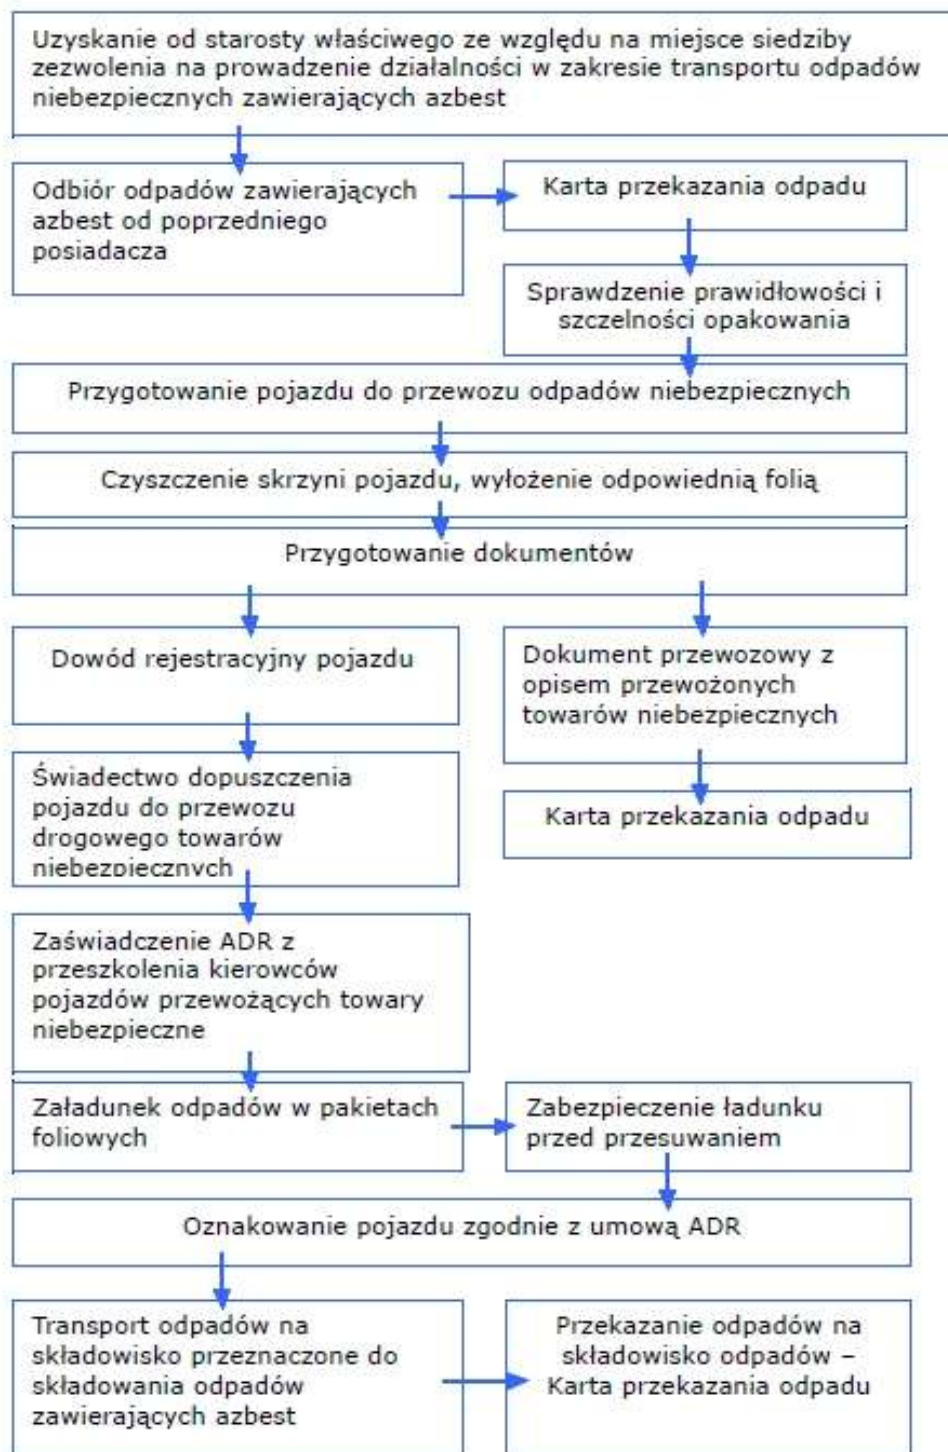 Uzyskanie od starosty właściwego ze względu na miejsce siedziby
zezwolenia na prowadzenie działalności w zakresie transportu odpadów
niebezpiecznych zawierających azbest
Odbiór odpadów zawierających
azbest od poprzedniego
posiadacza
Karta przekazania odpadu
Sprawdzenie prawidłowości i
szczelności opakowania
Przygotowanie pojazdu do przewozu odpadów niebezpiecznych
Czyszczenie skrzyni pojazdu, wyłożenie odpowiednią folią
Przygotowanie dokumentów
Dowód rejestracyjny pojazdu
Świadectwo dopuszczenia
pojazdu do przewozu
drogowego towarów
niebezpiecznych
Zaświadczenie ADR z
przeszkolenia kierowców
pojazdów przewożących towary
niebezpieczne
Dokument przewozowy z
opisem przewożonych
towarów niebezpiecznych
Karta przekazania odpadu
Załadunek odpadów w pakietach
foliowych
Zabezpieczenie ładunku
przed przesuwaniem
Oznakowanie pojazdu zgodnie z umową ADR
Transport odpadów na
składowisko przeznaczone do
składowania odpadów
zawierających azbest
Przekazanie odpadów na
składowisko odpadów –
Karta przekazania odpadu